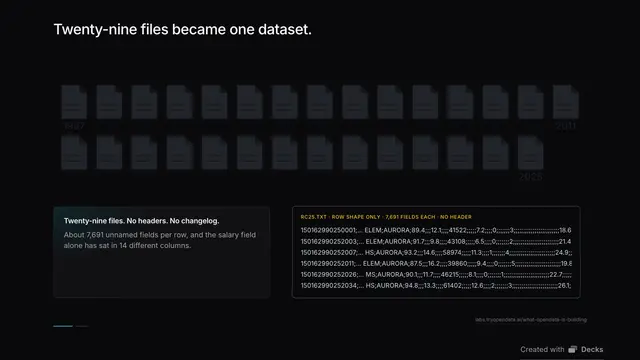 Twenty-nine files became one dataset.
1997
2011
2025
Twenty-nine files. No headers. No changelog.
About 7,691 unnamed fields per row, and the salary field
alone has sat in 14 different columns.
RC25.TXT · ROW SHAPE ONLY · 7,691 FIELDS EACH · NO HEADER
150162990250001;... ELEM;AURORA;89.4;;;12.1;;;;41522;;;;;7.2;;;;0;;;;;;;3;;;;;;;;;;;;;;;;;;;;;;;18.6
150162990252003;... ELEM;AURORA;91.7;;;9.8;;;;43108;;;;;6.5;;;;0;;;;;;;2;;;;;;;;;;;;;;;;;;;;;;;21.4
150162990252007;... HS;AURORA;93.2;;;14.6;;;;58974;;;;;11.3;;;1;;;;;;;4;;;;;;;;;;;;;;;;;;;;;;;24.9;;
150162990252011;... ELEM;AURORA;87.5;;;16.2;;;;39860;;;;;9.4;;;;0;;;;;;;5;;;;;;;;;;;;;;;;;;;;;;;19.8
150162990252026;... MS;AURORA;90.1;;;11.7;;;;46215;;;;;8.1;;;;0;;;;;;;1;;;;;;;;;;;;;;;;;;;;;;;22.7;;;
150162990252034;... HS;AURORA;94.8;;;13.3;;;;61402;;;;;12.6;;;;2;;;;;;;3;;;;;;;;;;;;;;;;;;;;;;;26.1;
Created with Decks